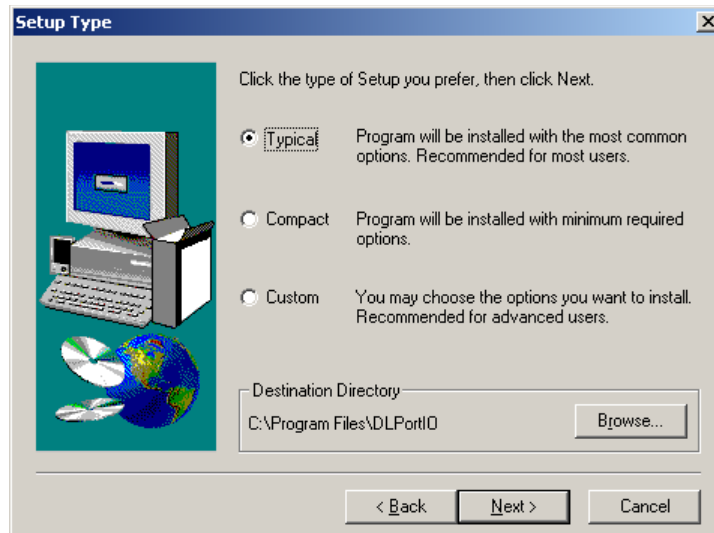 Setup Type
Click the type of Setup you prefer, then click Next.
Typical
Program will be installed with the most common
options. Recommended for most users.
Compact
Program will be installed with minimum required
options.
Custom
You may choose the options you want to install.
Recommended for advanced users.
Destination Directory
C:\Program Files\DLPortIO
Browse...
< Back
Next >
Cancel